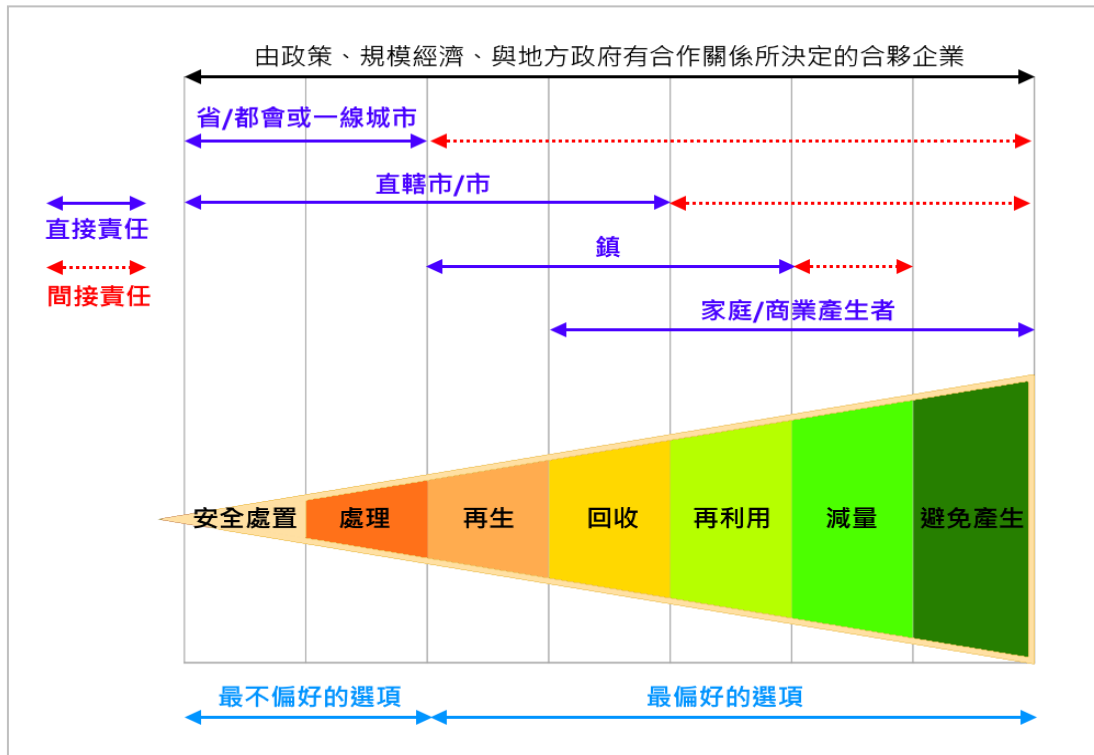 由政策、規模經濟、與地方政府有合作關係所決定的合夥企業
省/都會或一線城市
直轄市/市
直接責任
鎮
間接責任
家庭/商業產生者
安全處置
處理
再生
回收
再利用
減量
避免產生
最不偏好的選項
最偏好的選項